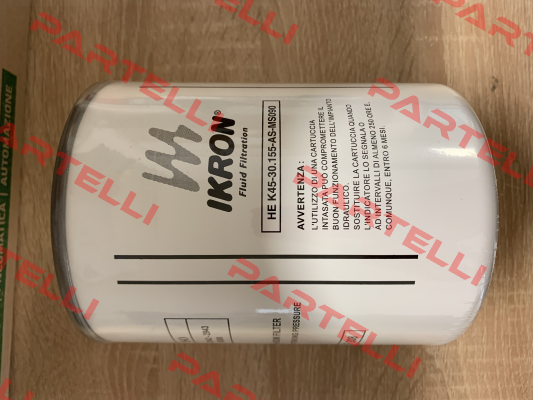 IKRON
Fluid Filtration
HE K45-30.155-AS-MS090
AVVERTENZA:
L'UTILIZZO DI UNA CARTUCCIA
INTASATA PUÒ COMPROMETTERE IL
BUON FUNZIONAMENTO DELL'IMPIANTO
IDRAULICO.
SOSTITUIRE LA CARTUCCIA QUANDO
L'INDICATORE LO SEGNALA O
AD INTERVALLI DI ALMENO 250 ORE E,
COMUNQUE, ENTRO 6 MESI.
FILTER
PRESSURE
AUTOMAZIONE
PARTELLI
PARTELLI
PARTELLI
PARTELLI
PARTELLI
PARTELLI